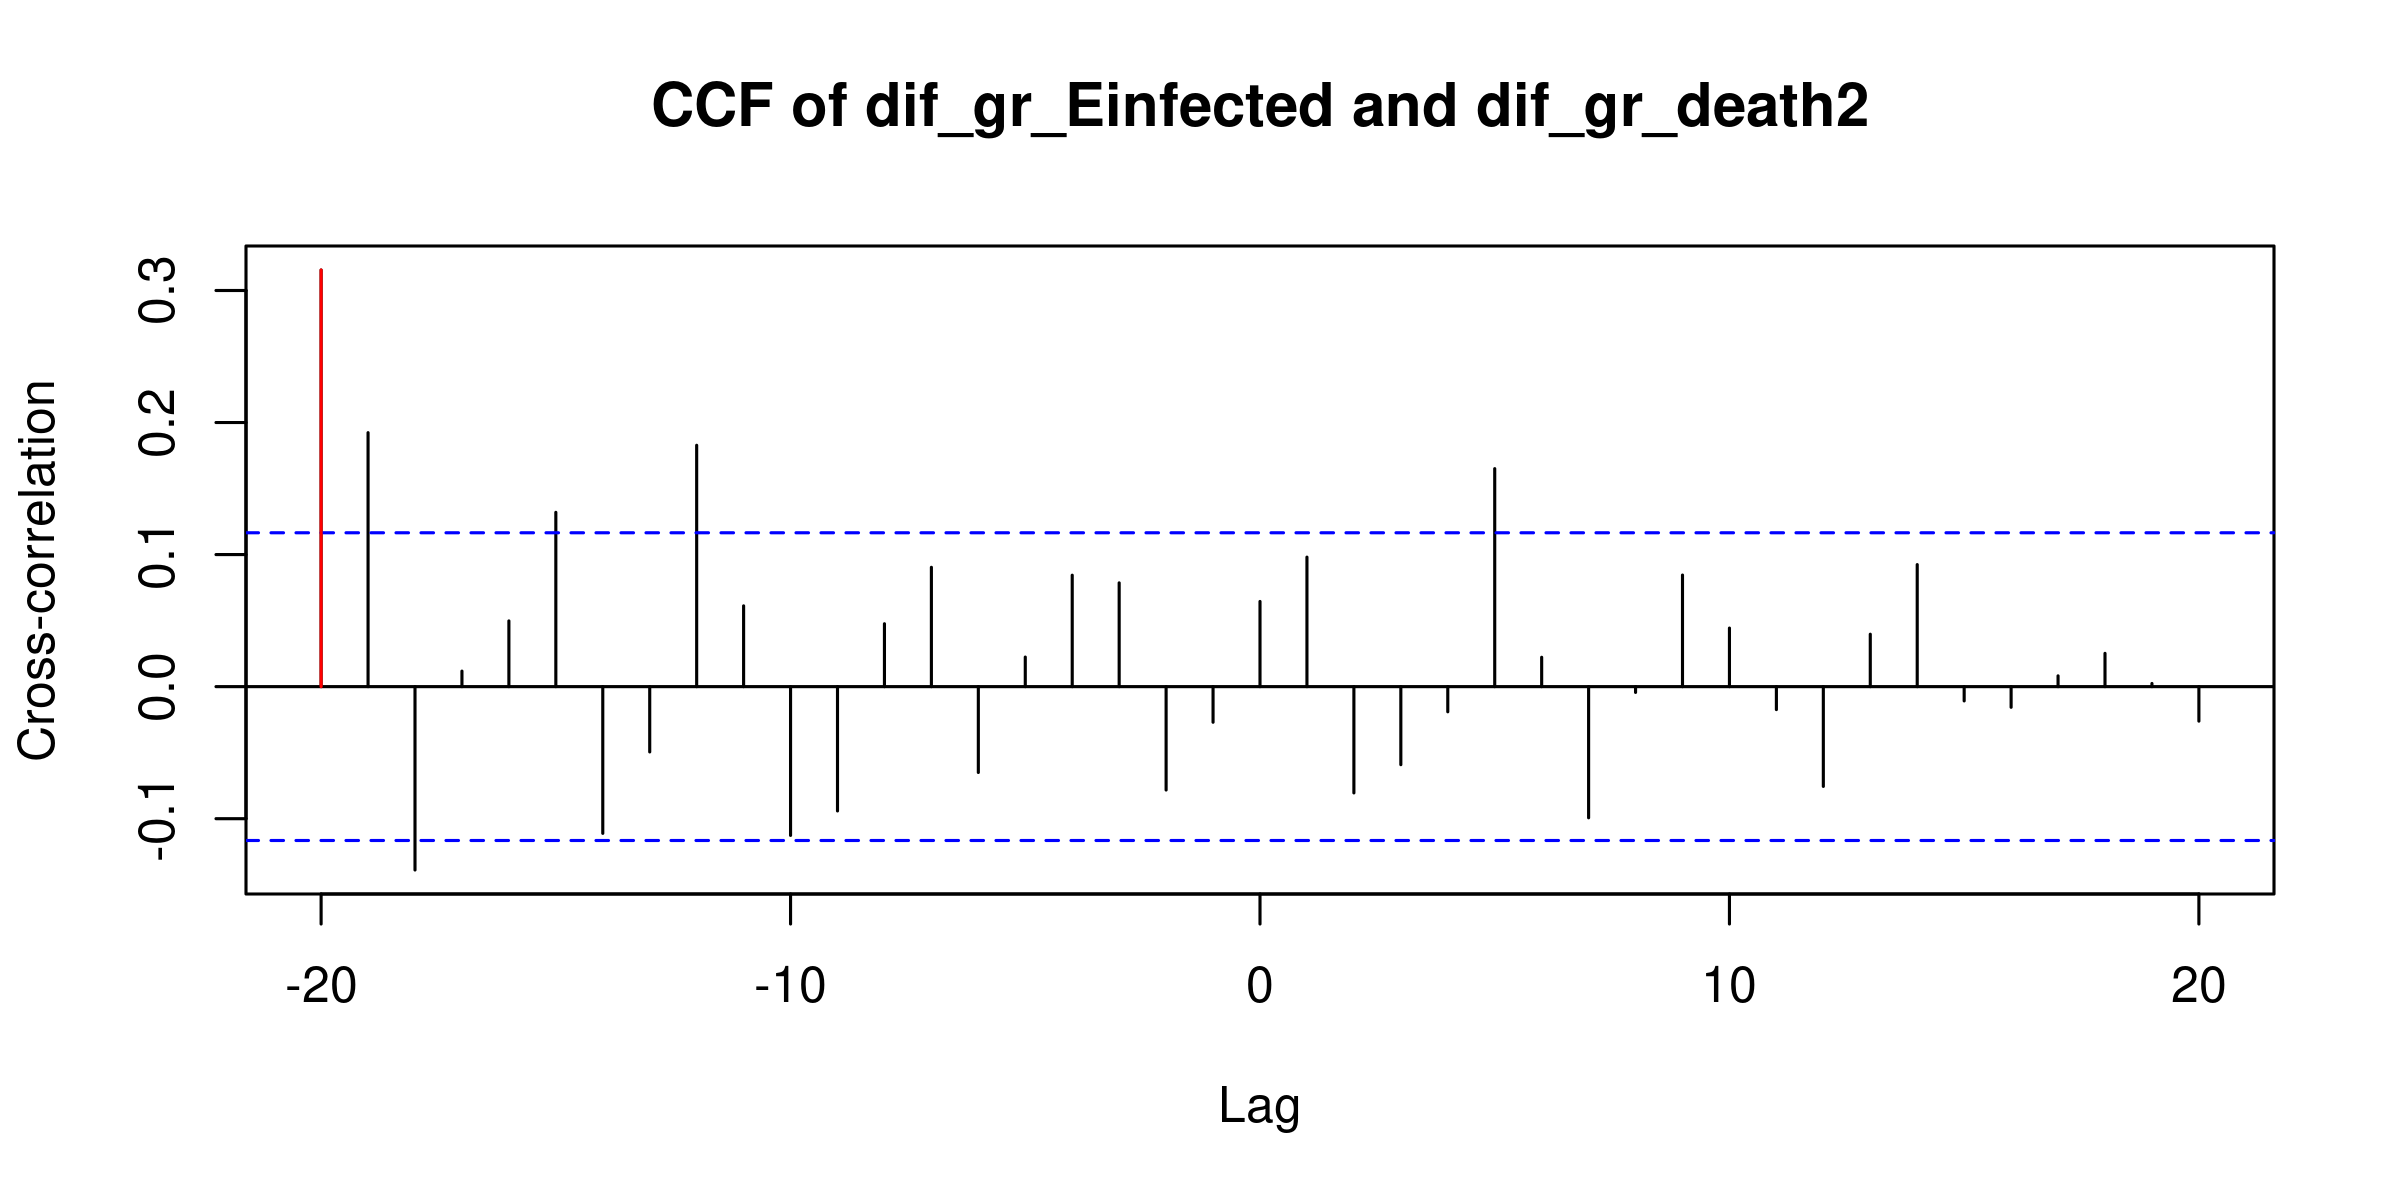 CCF of dif_gr_Einfected and dif_gr_death2
Cross-correlation
0.3
0.2
0.1
0.0
-0.1
-20 -10 0 10 20
Lag